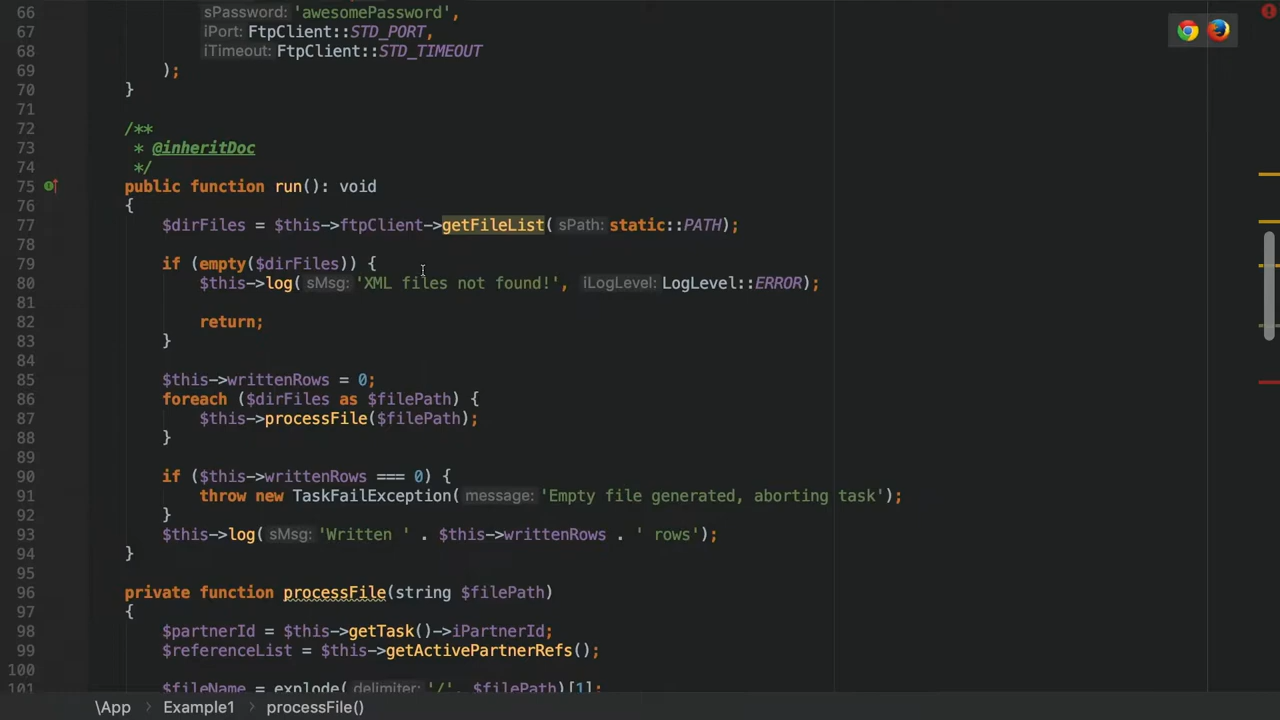 66 sPassword: 'awesomePassword',
67 iPort: FtpClient::STD_PORT,
68 iTimeout: FtpClient::STD_TIMEOUT
69 );
70 }
71
72 /**
73 * @inheritDoc
74 */
75 public function run(): void
76 {
77 $dirFiles = $this->ftpClient->getFileList( sPath: static::PATH);
78
79 if (empty($dirFiles)) {
80 $this->log( sMsg: 'XML files not found!', iLogLevel: LogLevel::ERROR);
81
82 return;
83 }
84
85 $this->writtenRows = 0;
86 foreach ($dirFiles as $filePath) {
87 $this->processFile($filePath);
88 }
89
90 if ($this->writtenRows === 0) {
91 throw new TaskFailException( message: 'Empty file generated, aborting task');
92 }
93 $this->log( sMsg: 'Written ' . $this->writtenRows . ' rows');
94 }
95
96 private function processFile(string $filePath)
97 {
98 $partnerId = $this->getTask()->iPartnerId;
99 $referenceList = $this->getActivePartnerRefs();
100
101 $fileName = explode( delimiter: '/', $filePath)[1];
\App > Example1 > processFile()